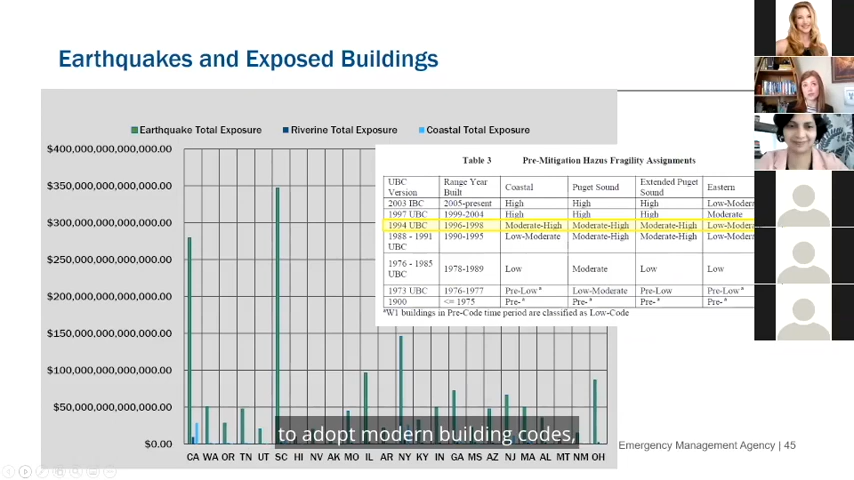 Earthquakes and Exposed Buildings
Earthquake Total Exposure Riverine Total Exposure Coastal Total Exposure
$400,000,000,000,000.00
$350,000,000,000,000.00
$300,000,000,000,000.00
$250,000,000,000,000.00
$200,000,000,000,000.00
$150,000,000,000,000.00
$100,000,000,000,000.00
$50,000,000,000,000.00
$0.00
CA WA OR TN UT SC HI NV AK MO IL AR NY KY IN GA MS AZ NJ MA AL MT NM OH
Table 3 Pre-Mitigation Hazus Fragility Assignments
UBC Version Range Year Built Coastal Puget Sound Extended Puget Sound Eastern
2003 IBC 2005-present High High High
1997 UBC 1999-2004 High High High Moderate
1994 UBC 1996-1998 Moderate-High Moderate-High Moderate-High
1988 - 1991 UBC 1990-1995 Low-Moderate Moderate-High Moderate-High
1976 - 1985 UBC 1978-1989 Low Moderate Low Low
1973 UBC 1976-1977 Pre-Low* Low-Moderate Pre-Low Pre-Low*
1900 <= 1975 Pre-* Pre-* Pre-* Pre-*
*W1 buildings in Pre-Code time period are classified as Low-Code
to adopt modern building codes,
Emergency Management Agency | 45